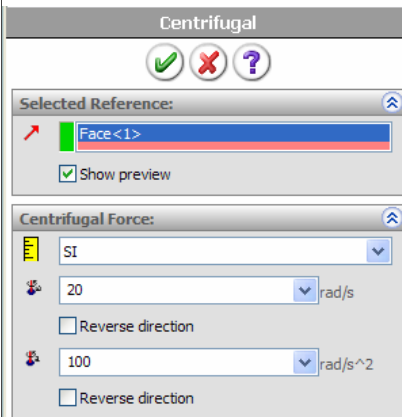 Centrifugal
?
Selected Reference:
Face<1>
Show preview
Centrifugal Force:
SI
20 rad/s
Reverse direction
100 rad/s^2
Reverse direction